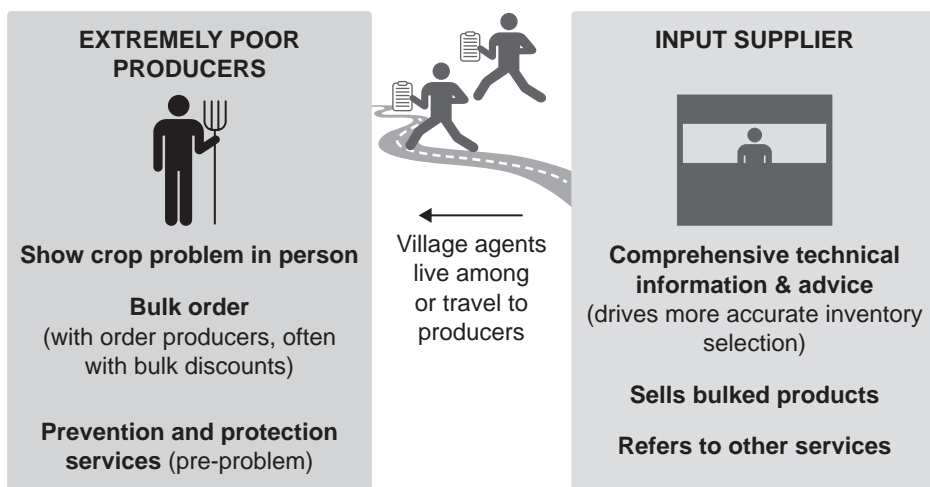 EXTREMELY POOR
PRODUCERS
Show crop problem in person
Bulk order
(with order producers, often
with bulk discounts)
Prevention and protection
services (pre-problem)
Village agents
live among
or travel to
producers
INPUT SUPPLIER
Comprehensive technical
information & advice
(drives more accurate inventory
selection)
Sells bulked products
Refers to other services